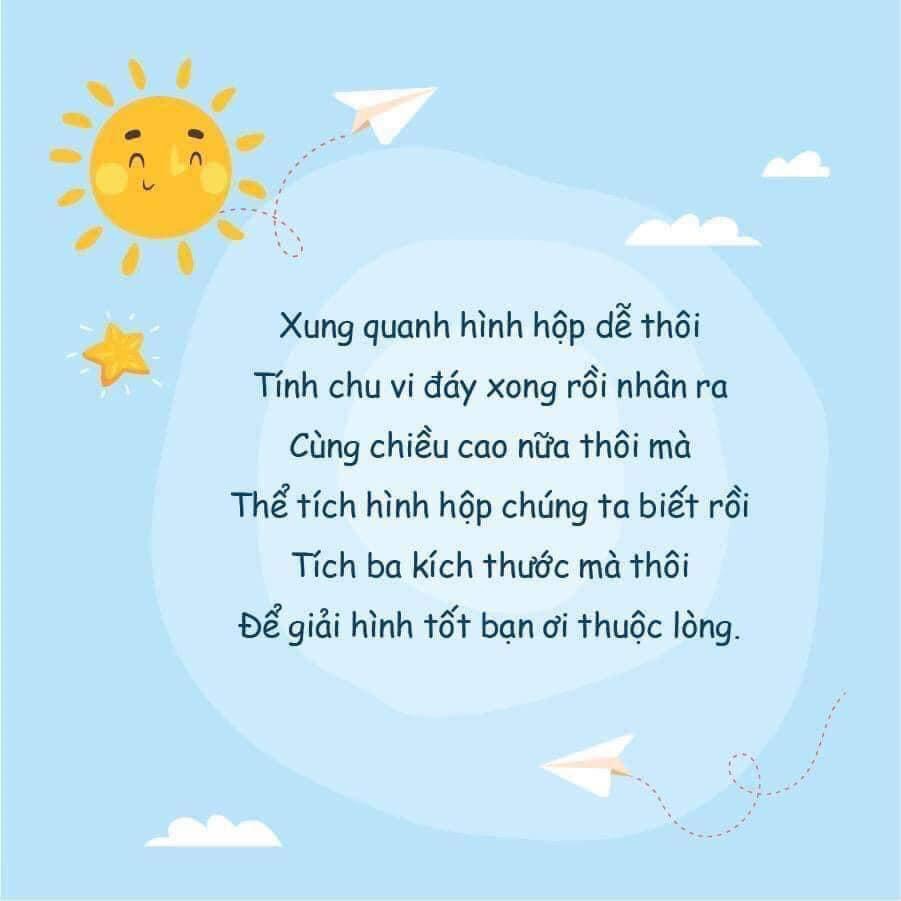 Xung quanh hình hộp dễ thôi
Tính chu vi đáy xong rồi nhân ra
Cùng chiều cao nữa thôi mà
Thể tích hình hộp chúng ta biết rồi
Tích ba kích thước mà thôi
Để giải hình tốt bạn ơi thuộc lòng.